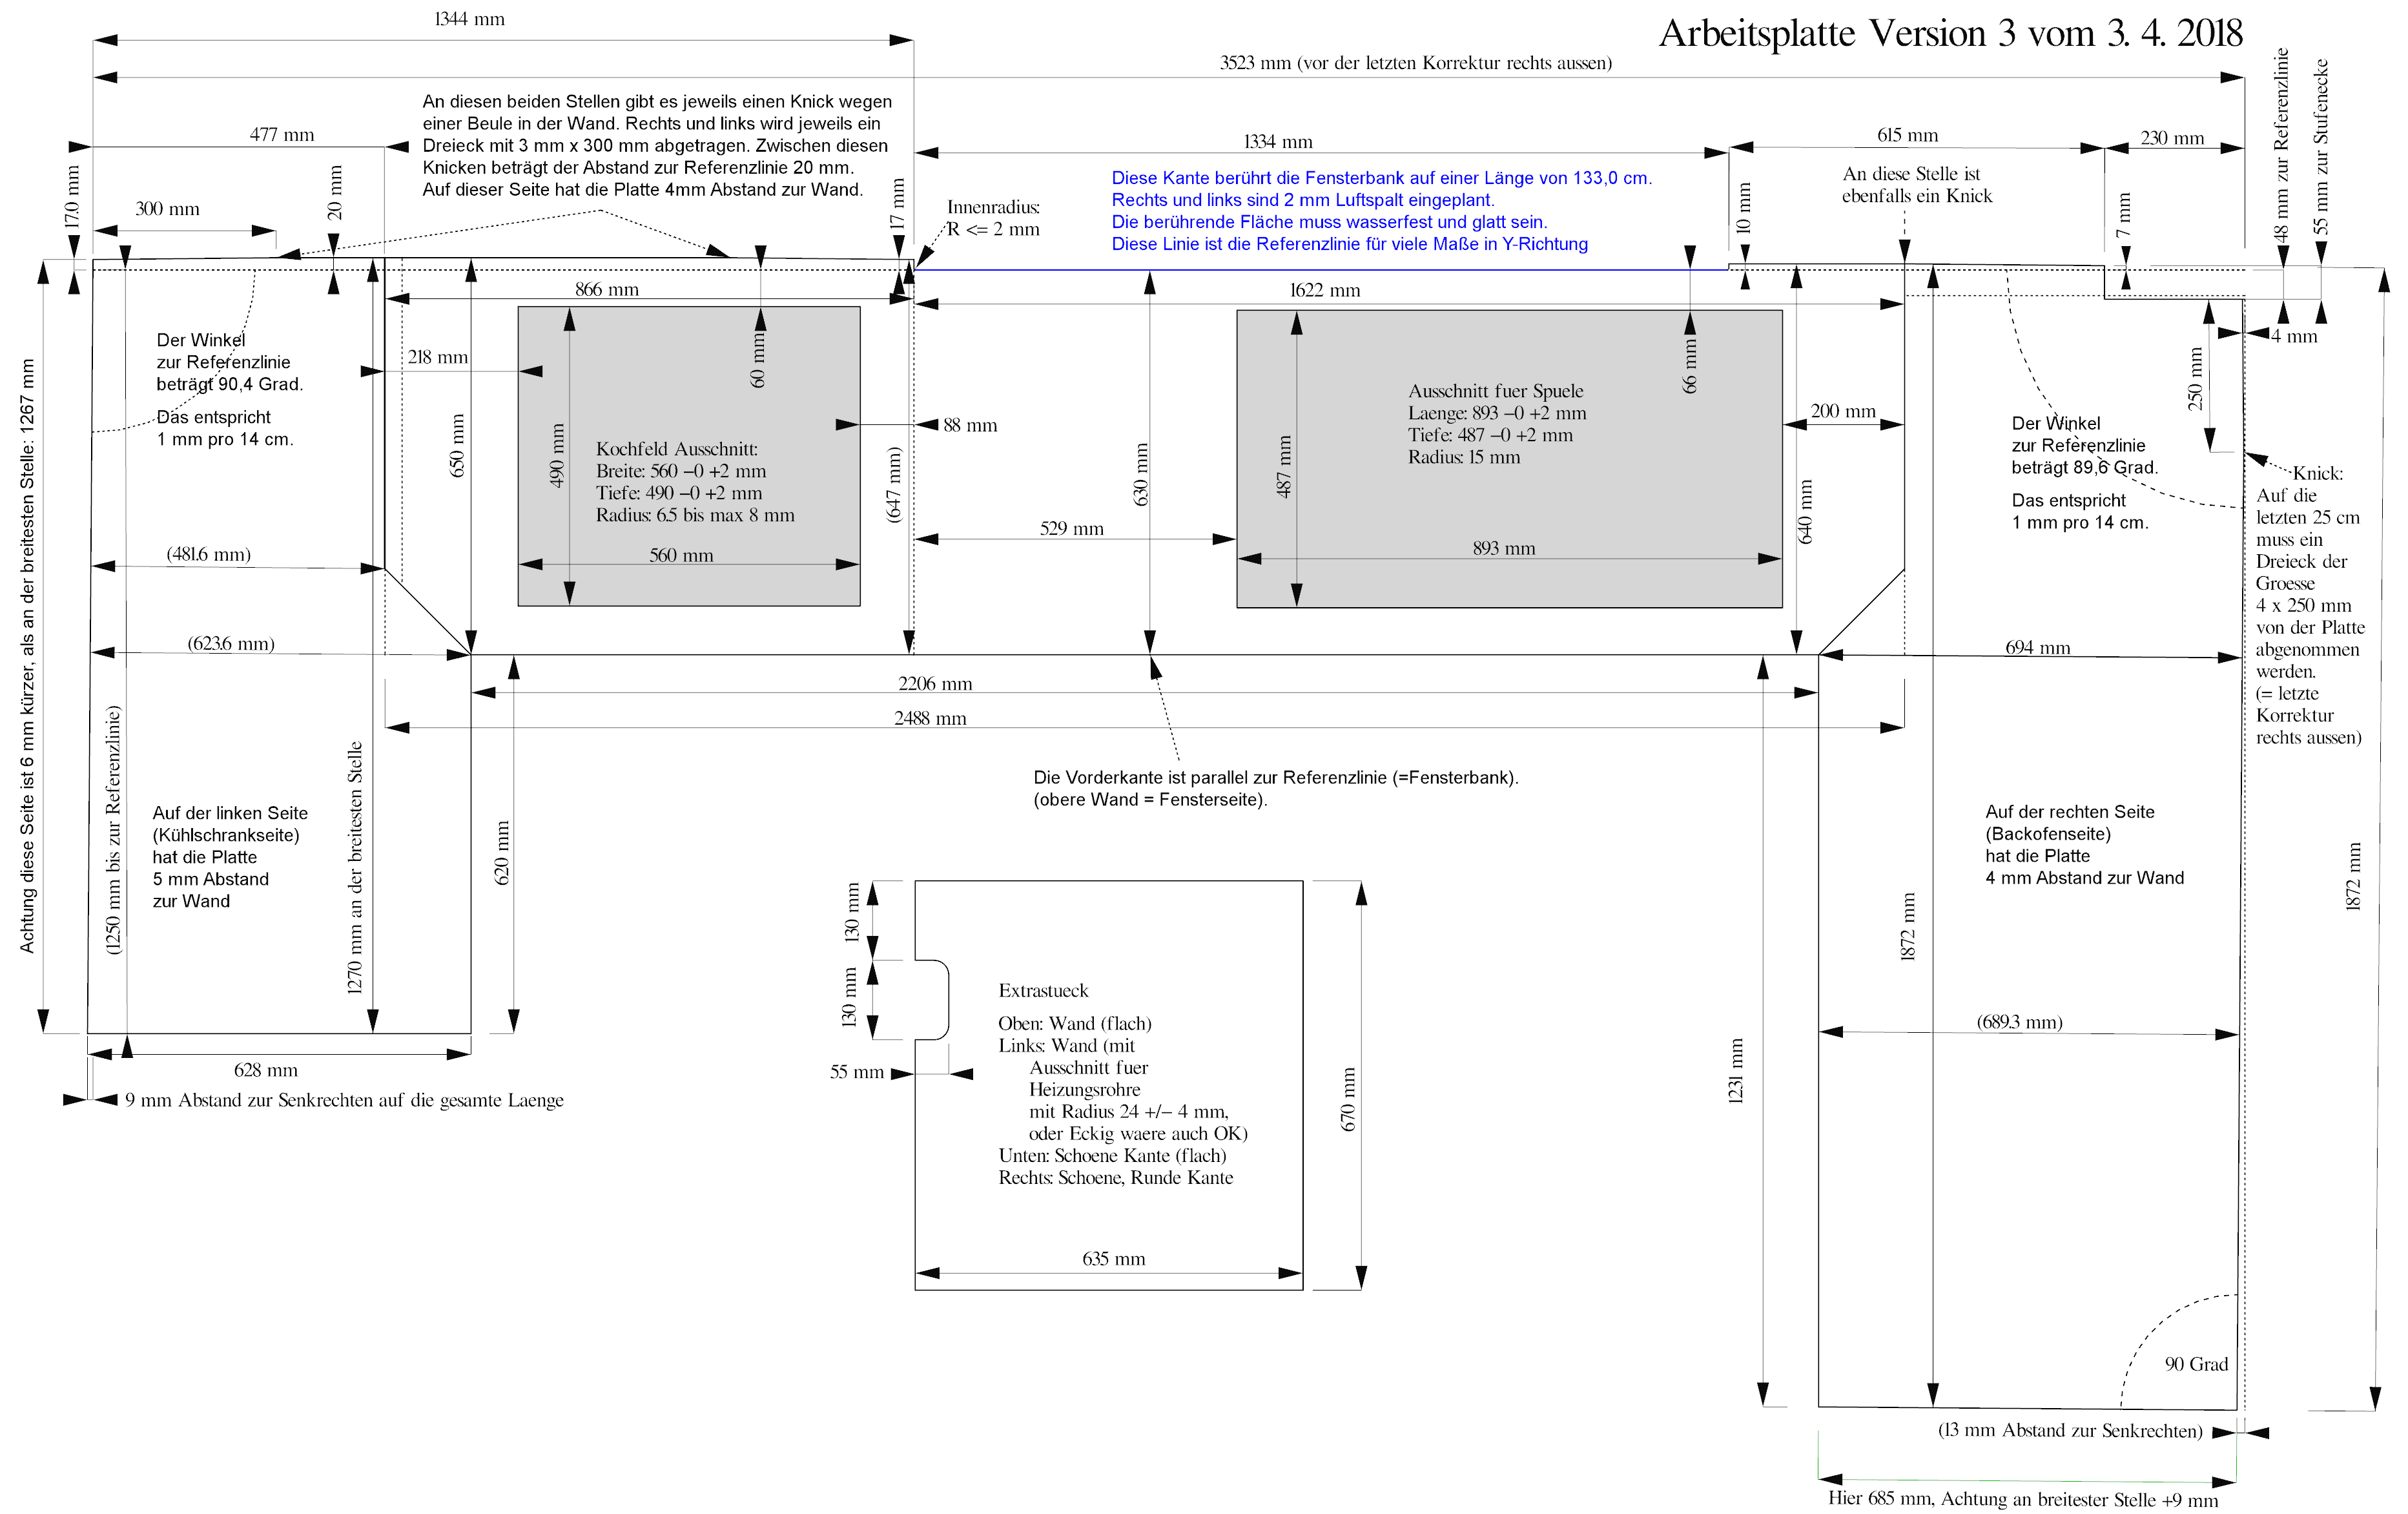 1344 mm
Arbeitsplatte Version 3 vom 3. 4. 2018
3523 mm (vor der letzten Korrektur rechts aussen)
An diesen beiden Stellen gibt es jeweils einen Knick wegen
einer Beule in der Wand. Rechts und links wird jeweils ein
Dreieck mit 3 mm x 300 mm abgetragen. Zwischen diesen
Knicken beträgt der Abstand zur Referenzlinie 20 mm.
Auf dieser Seite hat die Platte 4mm Abstand zur Wand.
477 mm
1334 mm
615 mm
230 mm
48 mm zur Referenzlinie
55 mm zur Stufenecke
17.0 mm
300 mm
20 mm
17 mm
Innenradius:
R <= 2 mm
Diese Kante berührt die Fensterbank auf einer Länge von 133,0 cm.
Rechts und links sind 2 mm Luftspalt eingeplant.
Die berührende Fläche muss wasserfest und glatt sein.
Diese Linie ist die Referenzlinie für viele Maße in Y-Richtung
10 mm
An diese Stelle ist
ebenfalls ein Knick
7 mm
866 mm
1622 mm
4 mm
Der Winkel
zur Referenzlinie
beträgt 90,4 Grad.
Das entspricht
1 mm pro 14 cm.
218 mm
60 mm
66 mm
250 mm
Achtung diese Seite ist 6 mm kürzer, als an der breitesten Stelle: 1267 mm
650 mm
490 mm
Kochfeld Ausschnitt:
Breite: 560 –0 +2 mm
Tiefe: 490 –0 +2 mm
Radius: 6.5 bis max 8 mm
560 mm
88 mm
(647 mm)
630 mm
529 mm
487 mm
Ausschnitt fuer Spuele
Laenge: 893 –0 +2 mm
Tiefe: 487 –0 +2 mm
Radius: 15 mm
893 mm
200 mm
640 mm
Der Winkel
zur Referenzlinie
beträgt 89,6 Grad.
Das entspricht
1 mm pro 14 cm.
Knick:
Auf die
letzten 25 cm
muss ein
Dreieck der
Groesse
4 x 250 mm
von der Platte
abgenommen
werden.
(= letzte
Korrektur
rechts aussen)
(481.6 mm)
(623.6 mm)
694 mm
2206 mm
2488 mm
(1250 mm bis zur Referenzlinie)
1270 mm an der breitesten Stelle
620 mm
Die Vorderkante ist parallel zur Referenzlinie (=Fensterbank).
(obere Wand = Fensterseite).
Auf der linken Seite
(Kühlschrankseite)
hat die Platte
5 mm Abstand
zur Wand
Auf der rechten Seite
(Backofenseite)
hat die Platte
4 mm Abstand zur Wand
1872 mm
1872 mm
130 mm
130 mm
55 mm
Extrastueck
Oben: Wand (flach)
Links: Wand (mit
Ausschnitt fuer
Heizungsrohre
mit Radius 24 +/– 4 mm,
oder Eckig waere auch OK)
Unten: Schoene Kante (flach)
Rechts: Schoene, Runde Kante
635 mm
670 mm
628 mm
9 mm Abstand zur Senkrechten auf die gesamte Laenge
(689.3 mm)
1231 mm
90 Grad
(13 mm Abstand zur Senkrechten)
Hier 685 mm, Achtung an breitester Stelle +9 mm